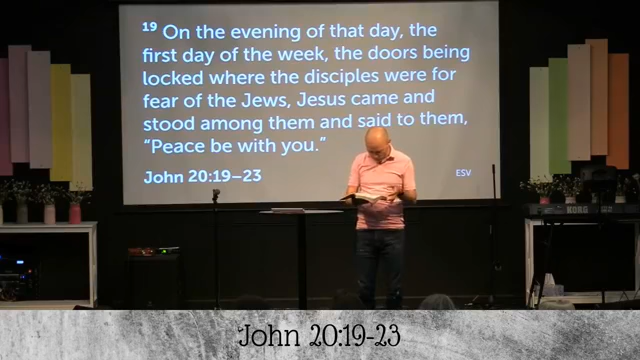 19 On the evening of that day, the
first day of the week, the doors being
locked where the disciples were for
fear of the Jews, Jesus came and
stood among them and said to them,
“Peace be with you.”
John 20:19–23
ESV
KORG
John 20:19-23